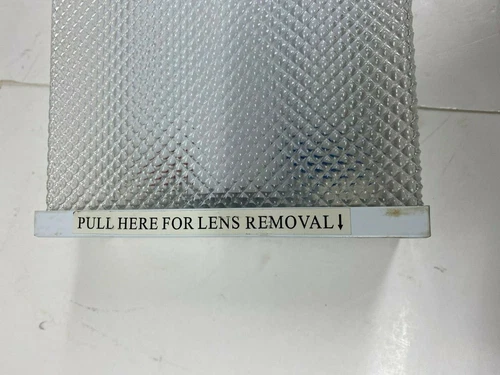 PULL HERE FOR LENS REMOVAL↓